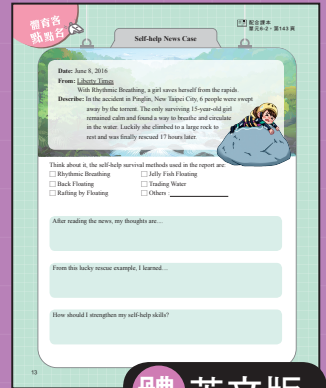 體育客
點點名
配合課本
單元6-2，第143頁
Self-help News Case
Date: June 8, 2016
From: Liberty Times
With Rhythmic Breathing, a girl saves herself from the rapids.
Describe: In the accident in Pinglin, New Taipei City, 6 people were swept
away by the torrent. The only surviving 15-year-old girl
remained calm and found a way to breathe and circulate
in the water. Luckily she climbed to a large rock to
rest and was finally rescued 17 hours later.
Think about it, the self-help survival methods used in the report are:
□ Rhythmic Breathing □ Jelly Fish Floating
□ Back Floating □ Trading Water
□ Rafting by Floating □ Others :
After reading the news, my thoughts are…
From this lucky rescue example, I learned…
How should I strengthen my self-help skills?
13